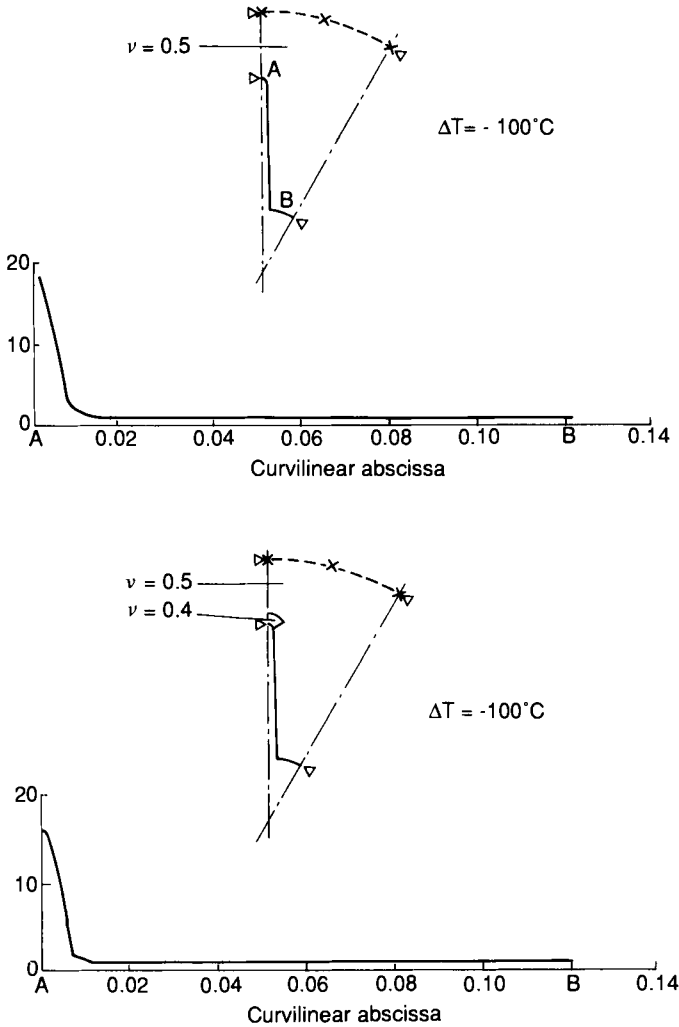 ν = 0.5
A
ΔT= - 100°C
B
20
10
0
A 0.02 0.04 0.06 0.08 0.10 B 0.14
Curvilinear abscissa
ν = 0.5
ν = 0.4
ΔT = -100°C
20
10
0
A 0.02 0.04 0.06 0.08 0.10 B 0.14
Curvilinear abscissa